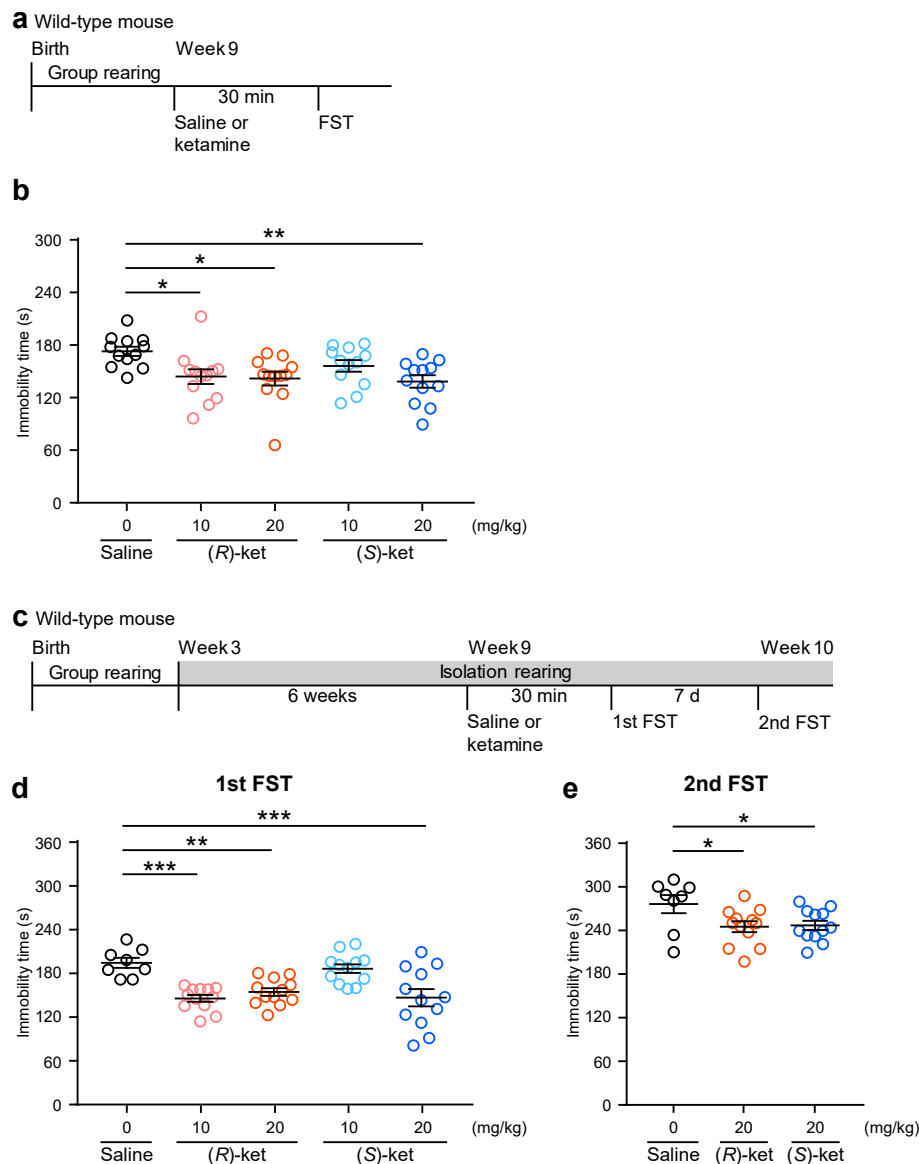 a Wild-type mouse
Birth Week 9
Group rearing
30 min
Saline or ketamine FST
b
**
*
*
Immobility time (s)
300
240
180
120
60
0
0 10 20 10 20 (mg/kg)
Saline (R)-ket (S)-ket
c Wild-type mouse
Birth Week 3 Week 9 Week 10
Group rearing Isolation rearing
6 weeks 30 min 7 d
Saline or ketamine 1st FST 2nd FST
d 1st FST
***
**
***
Immobility time (s)
360
300
240
180
120
60
0
0 10 20 10 20 (mg/kg)
Saline (R)-ket (S)-ket
e 2nd FST
*
*
Immobility time (s)
360
300
240
180
120
60
0
0 20 20 (mg/kg)
Saline (R)-ket (S)-ket